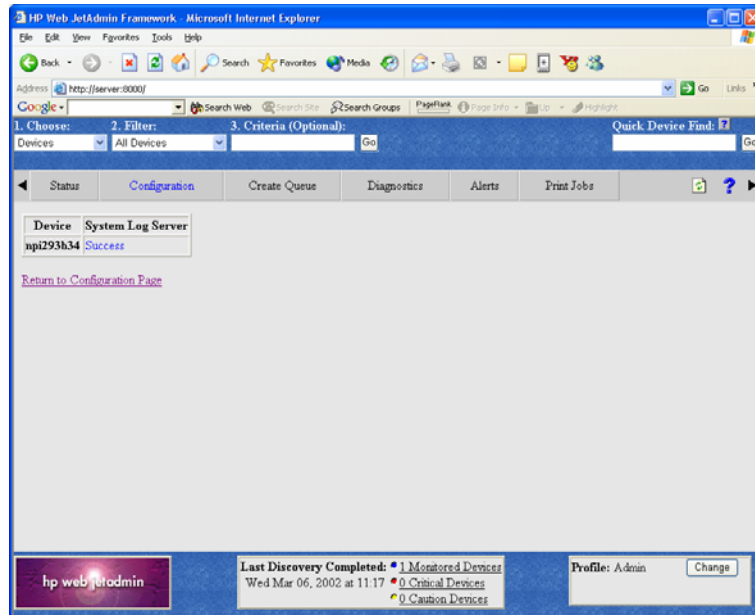 HP Web JetAdmin Framework - Microsoft Internet Explorer
File Edit View Favorites Tools Help
Back Search Favorites Media
Address http://server:8000/ Go Links
Google Search Web Search Site Search Groups PageRank Page Info Up Highlight
1. Choose: 2. Filter: 3. Criteria (Optional): Quick Device Find: ?
Devices All Devices Go Go
Status Configuration Create Queue Diagnostics Alerts Print Jobs ?
Device System Log Server
npi293b34 Success
Return to Configuration Page
hp web jetadmin
Last Discovery Completed: 1 Monitored Devices
Wed Mar 06, 2002 at 11:17 0 Critical Devices
0 Caution Devices
Profile: Admin Change